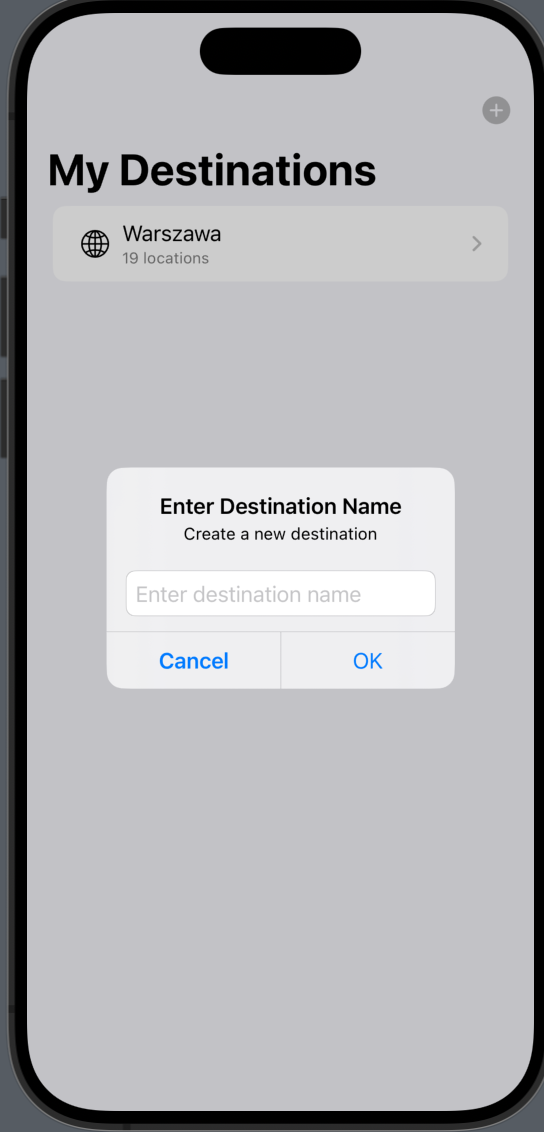 My Destinations
Warszawa
19 locations
Enter Destination Name
Create a new destination
Enter destination name
Cancel
OK